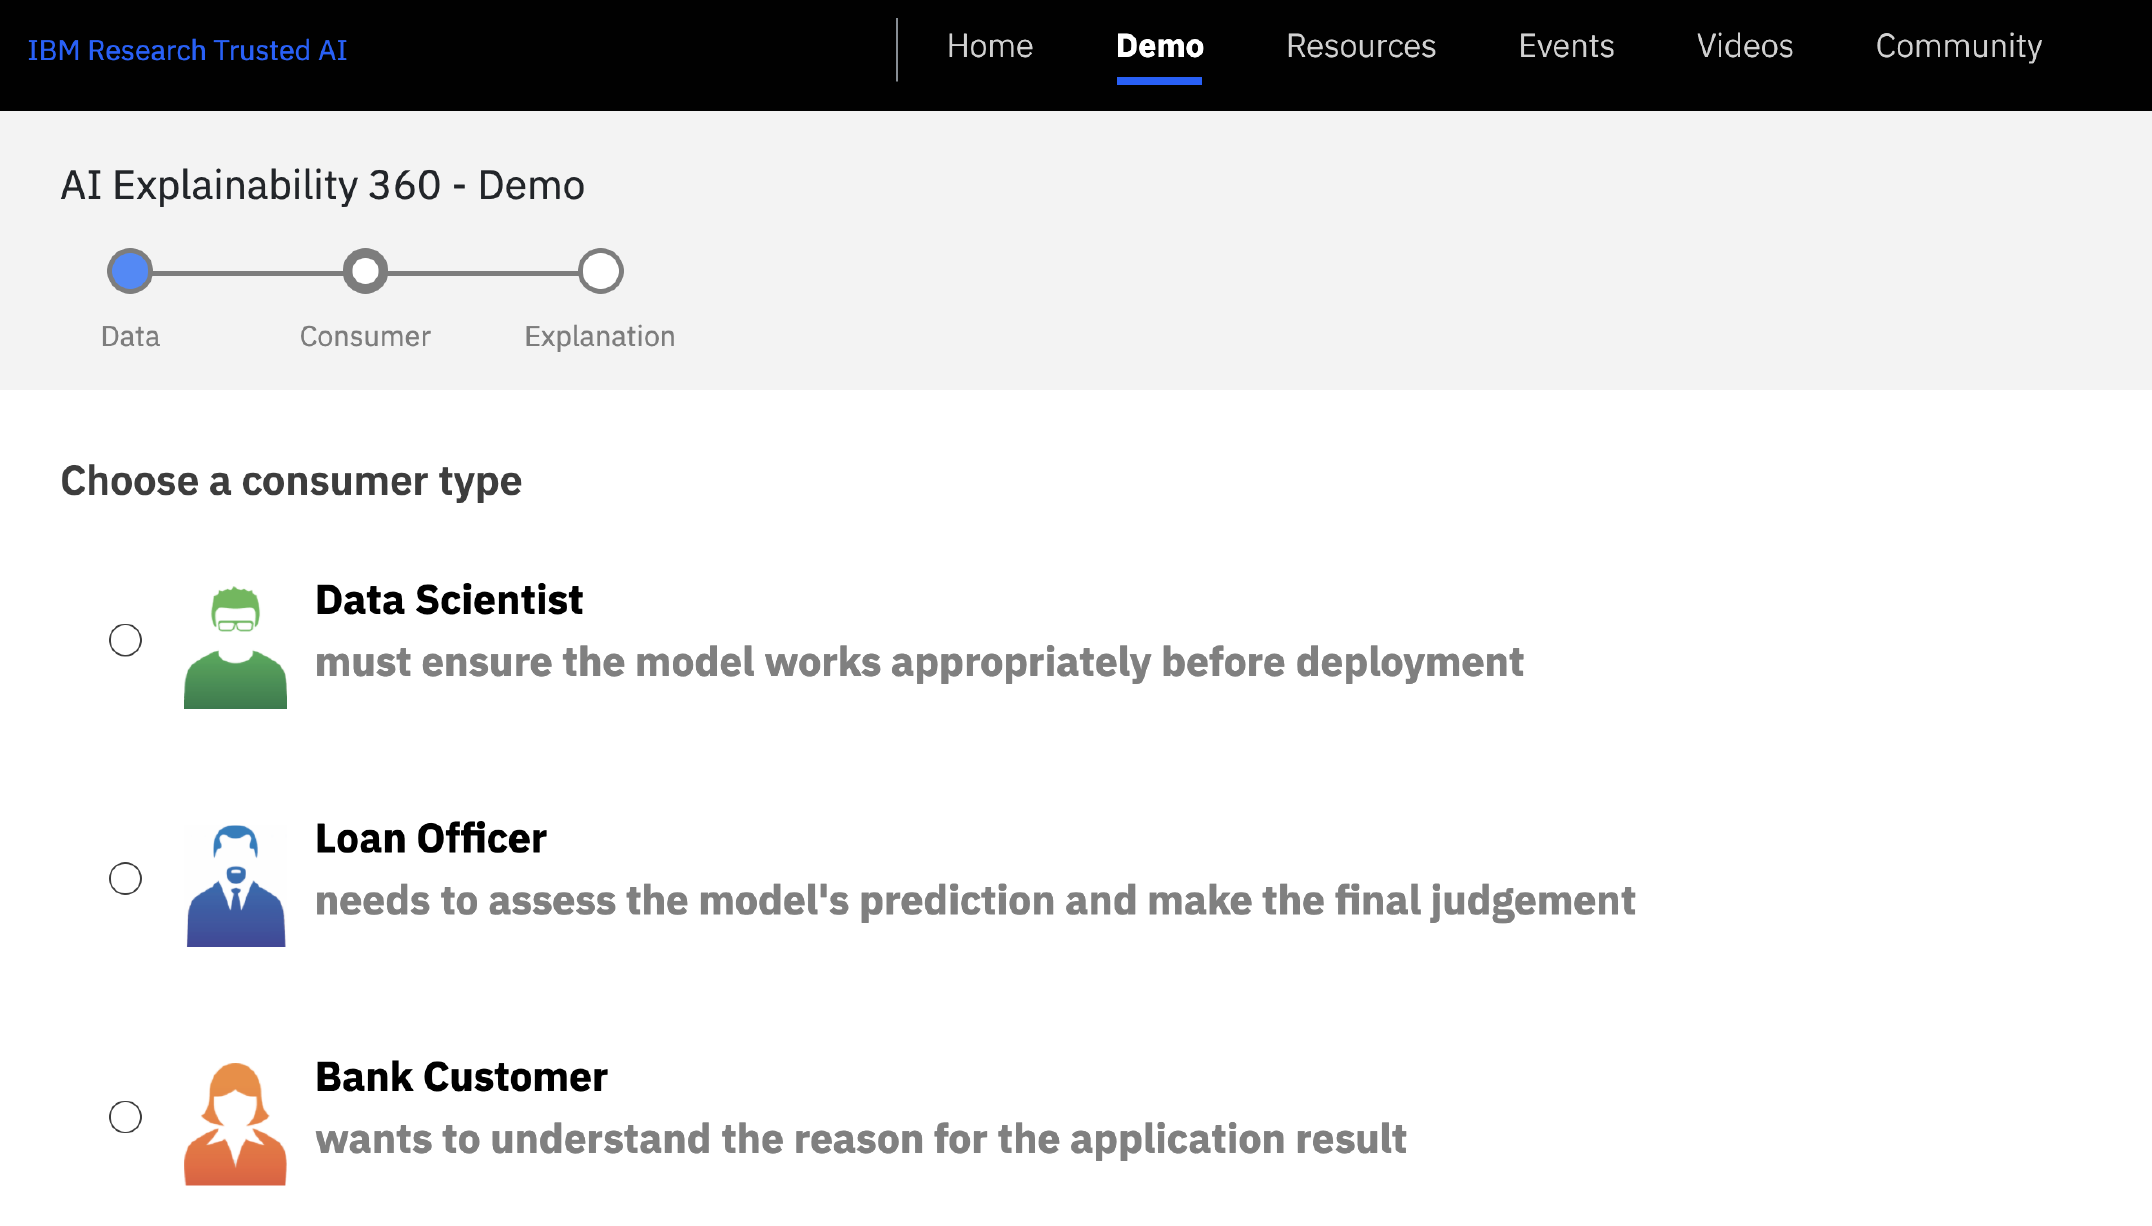 IBM Research Trusted AI
Home Demo Resources Events Videos Community
AI Explainability 360 - Demo
Data Consumer Explanation
Choose a consumer type
Data Scientist
must ensure the model works appropriately before deployment
Loan Officer
needs to assess the model's prediction and make the final judgement
Bank Customer
wants to understand the reason for the application result